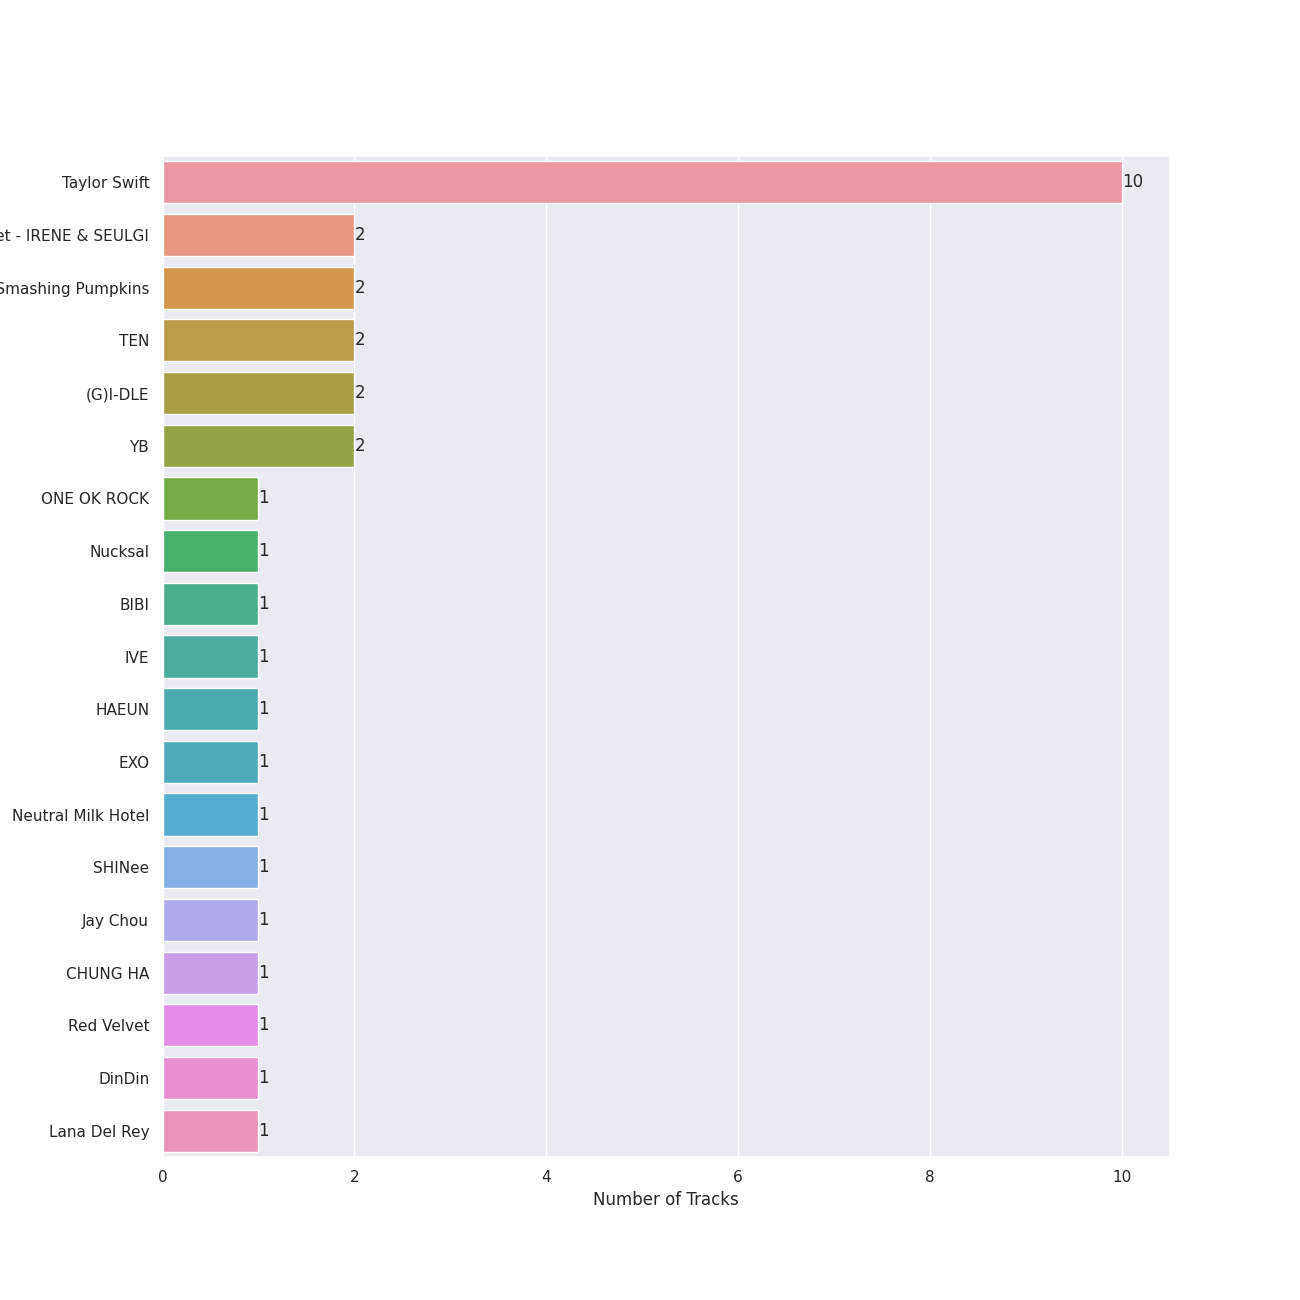 Taylor Swift 10
et - IRENE & SEULGI 2
Smashing Pumpkins 2
TEN 2
(G)I-DLE 2
YB 2
ONE OK ROCK 1
Nucksal 1
BIBI 1
IVE 1
HAEUN 1
EXO 1
Neutral Milk Hotel 1
SHINee 1
Jay Chou 1
CHUNG HA 1
Red Velvet 1
DinDin 1
Lana Del Rey 1
0 2 4 6 8 10
Number of Tracks